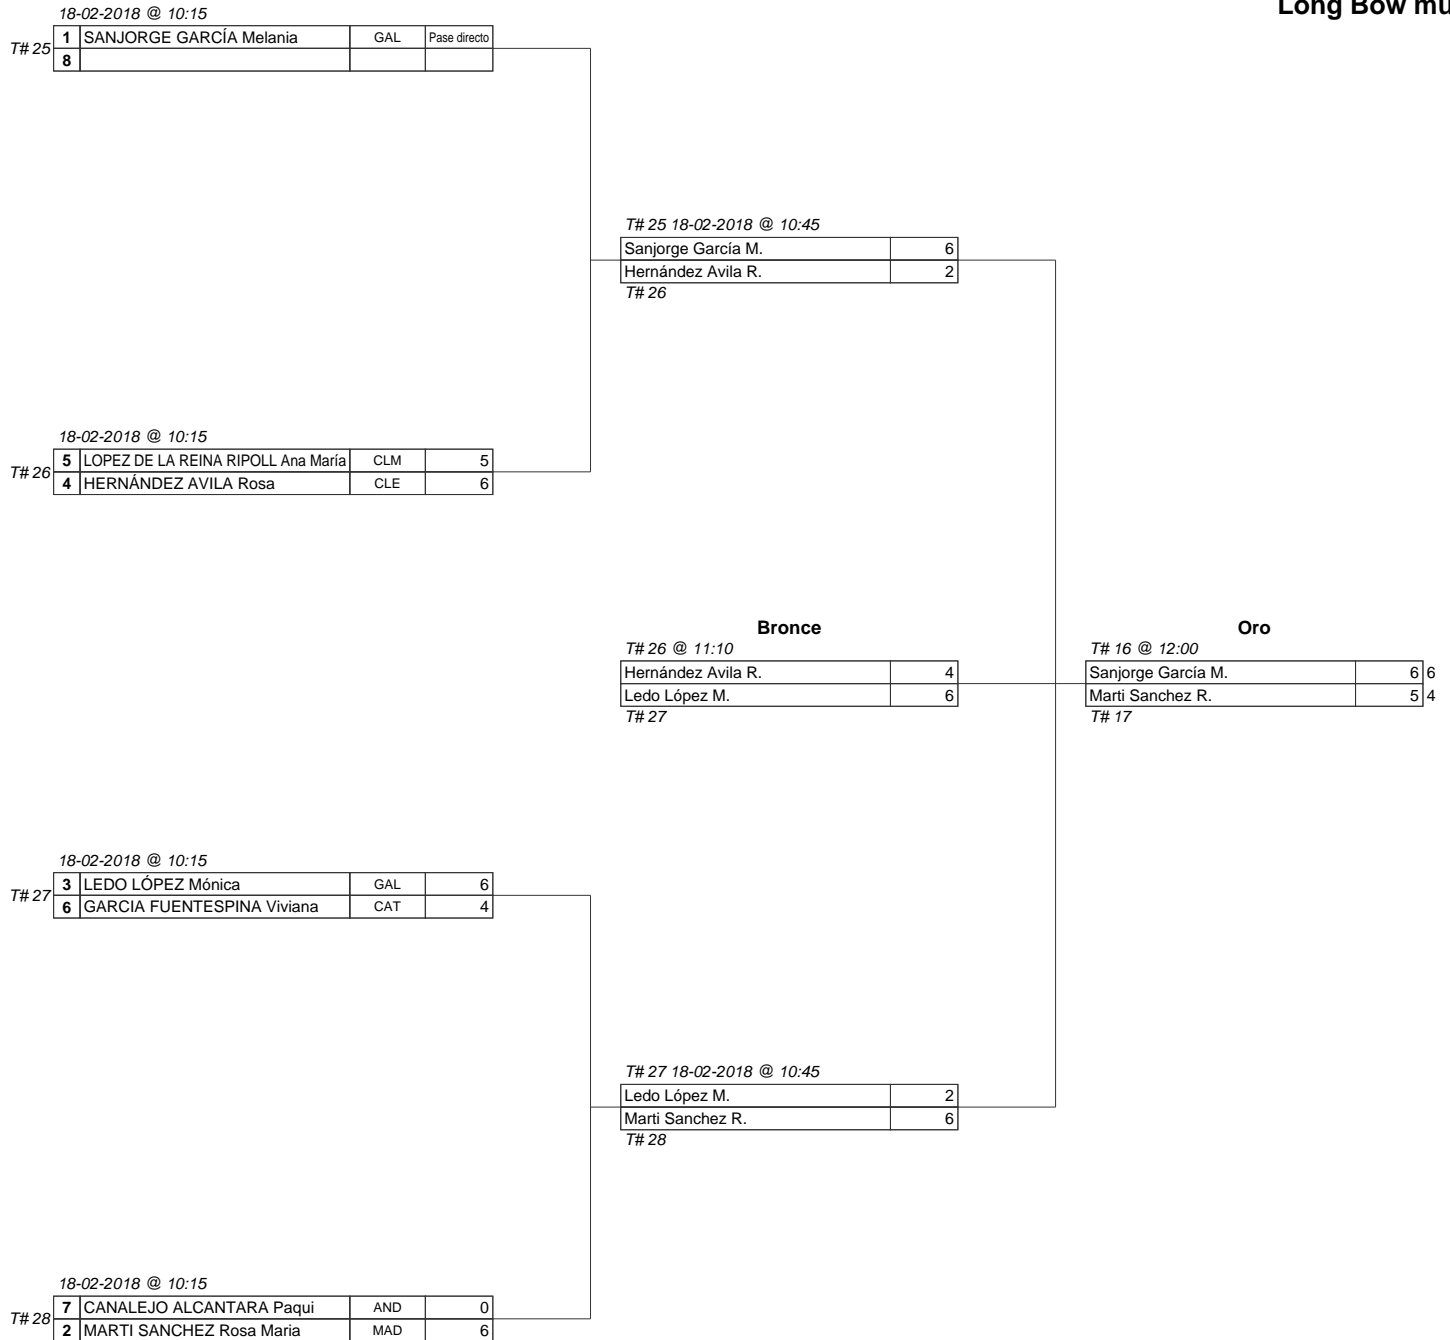 Long Bow mu
18-02-2018 @ 10:15
T# 25
1 SANJORGE GARCÍA Melania GAL Pase directo
8
T# 25 18-02-2018 @ 10:45
Sanjorge García M. 6
Hernández Avila R. 2
T# 26
18-02-2018 @ 10:15
T# 26
5 LOPEZ DE LA REINA RIPOLL Ana María CLM 5
4 HERNÁNDEZ AVILA Rosa CLE 6
Bronce
T# 26 @ 11:10
Hernández Avila R. 4
Ledo López M. 6
T# 27
Oro
T# 16 @ 12:00
Sanjorge García M. 6 6
Marti Sanchez R. 5 4
T# 17
18-02-2018 @ 10:15
T# 27
3 LEDO LÓPEZ Mónica GAL 6
6 GARCIA FUENTESPINA Viviana CAT 4
T# 27 18-02-2018 @ 10:45
Ledo López M. 2
Marti Sanchez R. 6
T# 28
18-02-2018 @ 10:15
T# 28
7 CANALEJO ALCANTARA Paqui AND 0
2 MARTI SANCHEZ Rosa Maria MAD 6